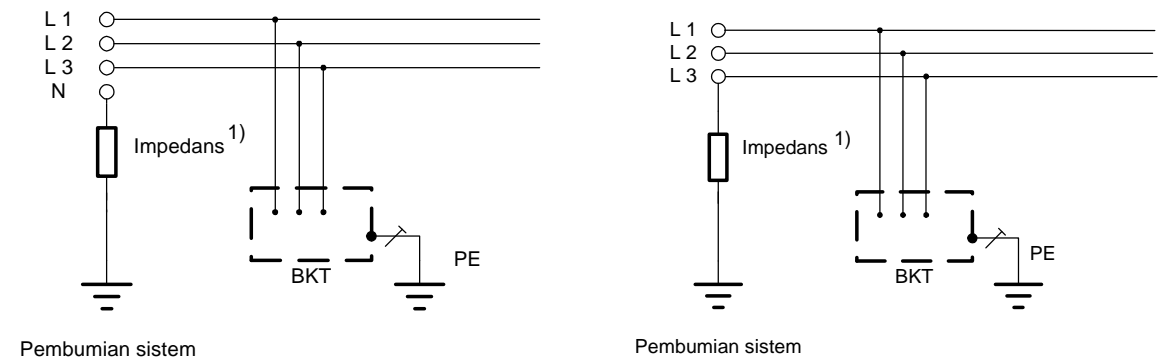 L 1
L 2
L 3
N
Impedans 1)
BKT
PE
Pembumian sistem
L 1
L 2
L 3
Impedans 1)
BKT
PE
Pembumian sistem